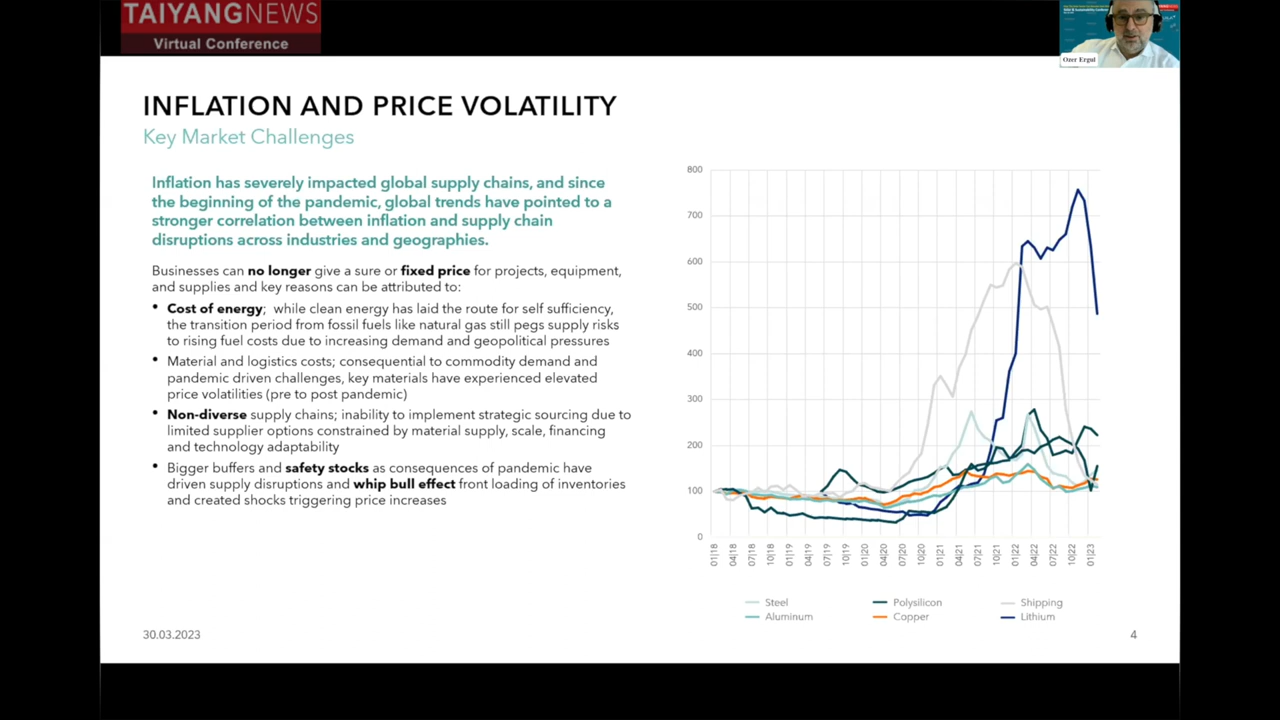 TAIYANGNEWS
Virtual Conference
Ozer Ergul
INFLATION AND PRICE VOLATILITY
Key Market Challenges
Inflation has severely impacted global supply chains, and since
the beginning of the pandemic, global trends have pointed to a
stronger correlation between inflation and supply chain
disruptions across industries and geographies.
Businesses can no longer give a sure or fixed price for projects, equipment,
and supplies and key reasons can be attributed to:
• Cost of energy; while clean energy has laid the route for self sufficiency,
the transition period from fossil fuels like natural gas still pegs supply risks
to rising fuel costs due to increasing demand and geopolitical pressures
• Material and logistics costs; consequential to commodity demand and
pandemic driven challenges, key materials have experienced elevated
price volatilities (pre to post pandemic)
• Non-diverse supply chains; inability to implement strategic sourcing due to
limited supplier options constrained by material supply, scale, financing
and technology adaptability
• Bigger buffers and safety stocks as consequences of pandemic have
driven supply disruptions and whip bull effect front loading of inventories
and created shocks triggering price increases
800
700
600
500
400
300
200
100
0
01|18
04|18
07|18
10|18
01|19
04|19
07|19
10|19
01|20
04|20
07|20
09|20
01|21
04|21
07|21
10|21
01|22
04|22
07|22
10|22
01|23
Steel
Polysilicon
Shipping
Aluminum
Copper
Lithium
30.03.2023
4